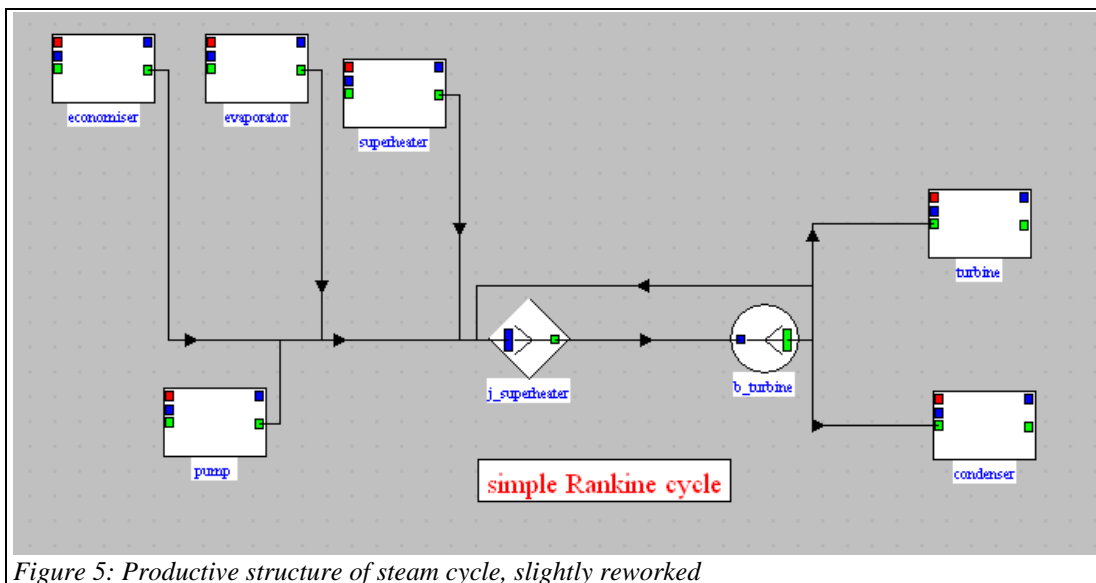 economiser
evaporator
superheater
turbine
j_superheater
b_turbine
pump
condenser
simple Rankine cycle
Figure 5: Productive structure of steam cycle, slightly reworked